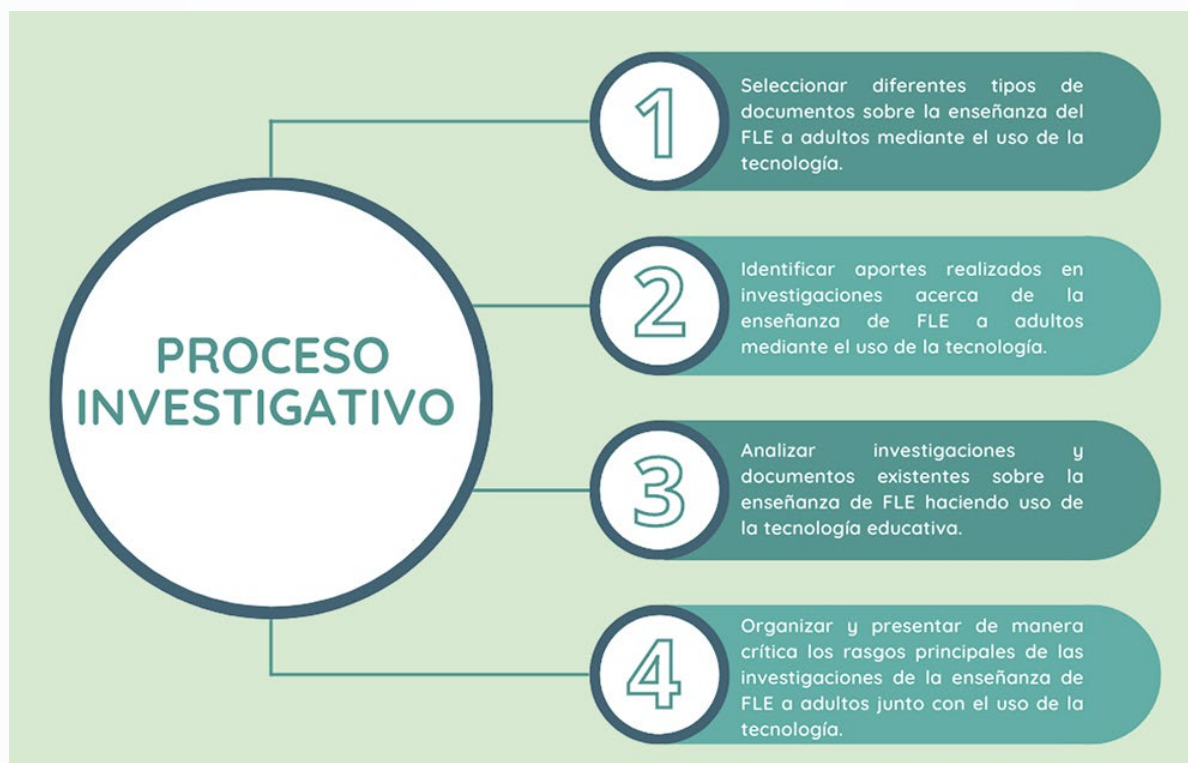 PROCESO
INVESTIGATIVO
1
Seleccionar diferentes tipos de
documentos sobre la enseñanza del
FLE a adultos mediante el uso de la
tecnología.
2
Identificar aportes realizados en
investigaciones acerca de la
enseñanza de FLE a adultos
mediante el uso de la tecnología.
3
Analizar investigaciones y
documentos existentes sobre la
enseñanza de FLE haciendo uso de
la tecnología educativa.
4
Organizar y presentar de manera
crítica los rasgos principales de las
investigaciones de la enseñanza de
FLE a adultos junto con el uso de la
tecnología.